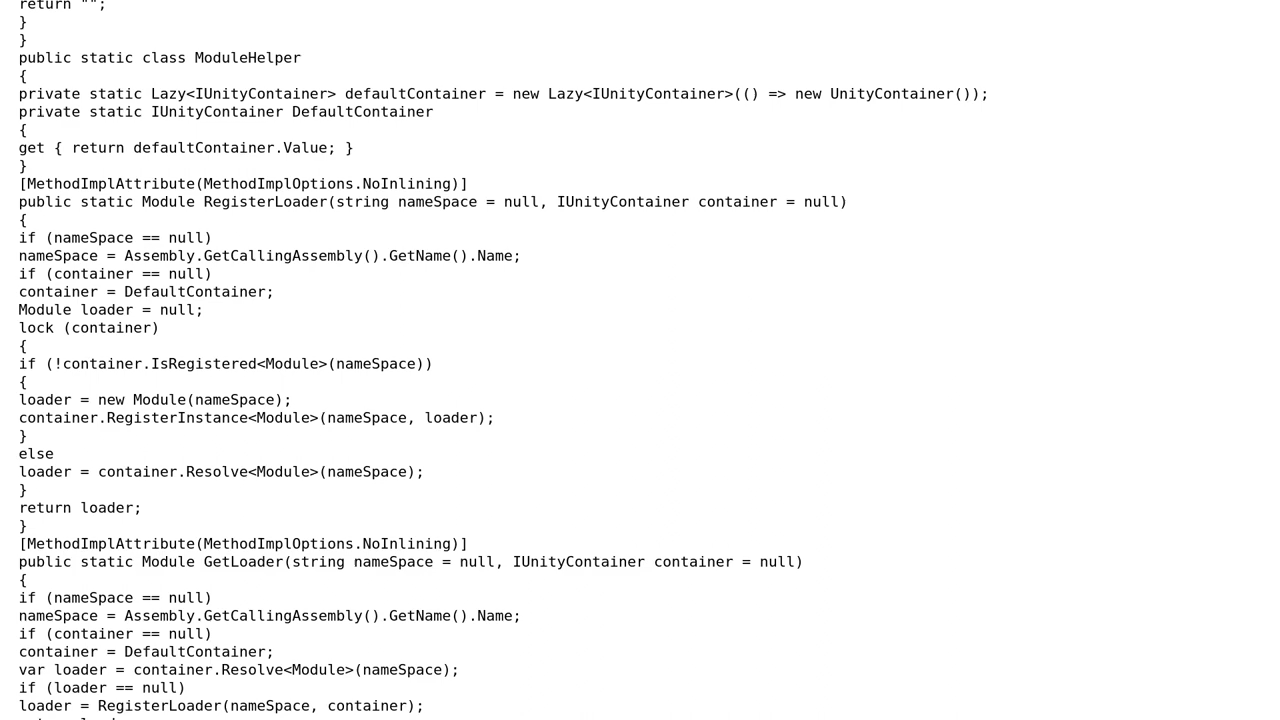 return "";
}
}
public static class ModuleHelper
{
private static Lazy<IUnityContainer> defaultContainer = new Lazy<IUnityContainer>(() => new UnityContainer());
private static IUnityContainer DefaultContainer
{
get { return defaultContainer.Value; }
}
[MethodImplAttribute(MethodImplOptions.NoInlining)]
public static Module RegisterLoader(string nameSpace = null, IUnityContainer container = null)
{
if (nameSpace == null)
nameSpace = Assembly.GetCallingAssembly().GetName().Name;
if (container == null)
container = DefaultContainer;
Module loader = null;
lock (container)
{
if (!container.IsRegistered<Module>(nameSpace))
{
loader = new Module(nameSpace);
container.RegisterInstance<Module>(nameSpace, loader);
}
else
loader = container.Resolve<Module>(nameSpace);
}
return loader;
}
[MethodImplAttribute(MethodImplOptions.NoInlining)]
public static Module GetLoader(string nameSpace = null, IUnityContainer container = null)
{
if (nameSpace == null)
nameSpace = Assembly.GetCallingAssembly().GetName().Name;
if (container == null)
container = DefaultContainer;
var loader = container.Resolve<Module>(nameSpace);
if (loader == null)
loader = RegisterLoader(nameSpace, container);